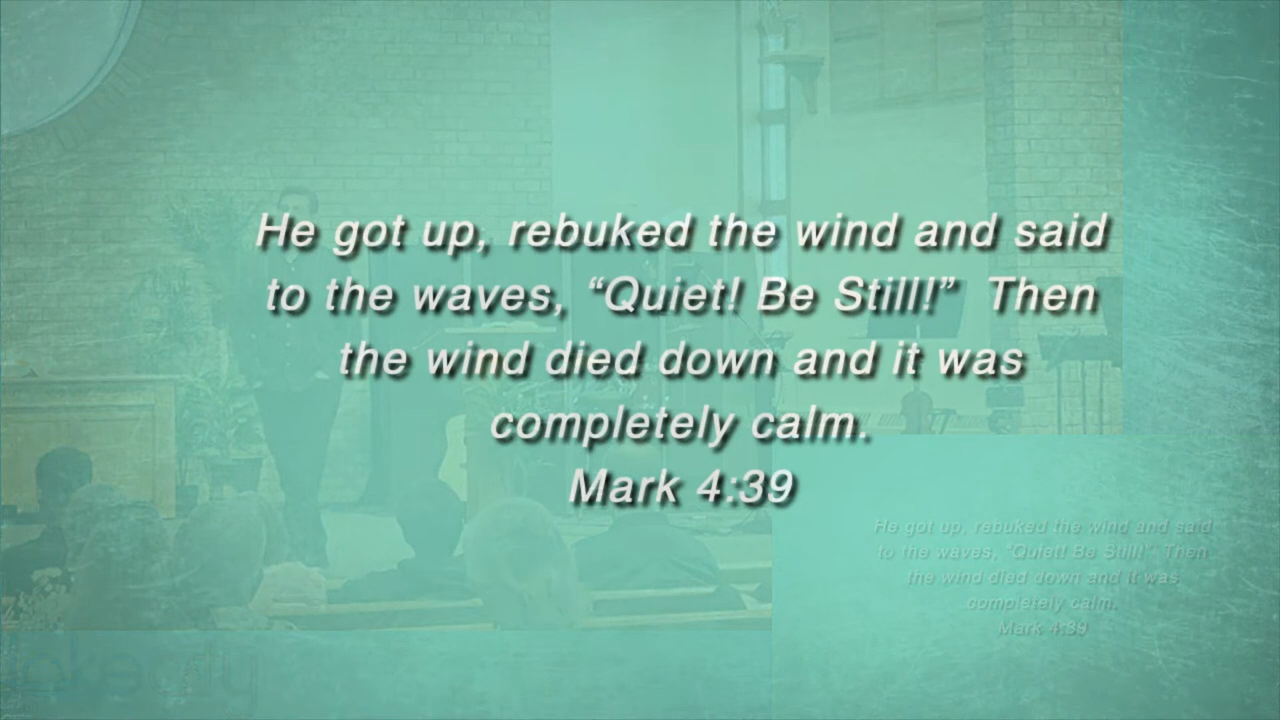 He got up, rebuked the wind and said
to the waves, “Quiet! Be Still!”  Then
the wind died down and it was
completely calm.
Mark 4:39
He got up, rebuked the wind and said
to the waves, “Quiet! Be Still!”  Then
the wind died down and it was
completely calm.
Mark 4:39